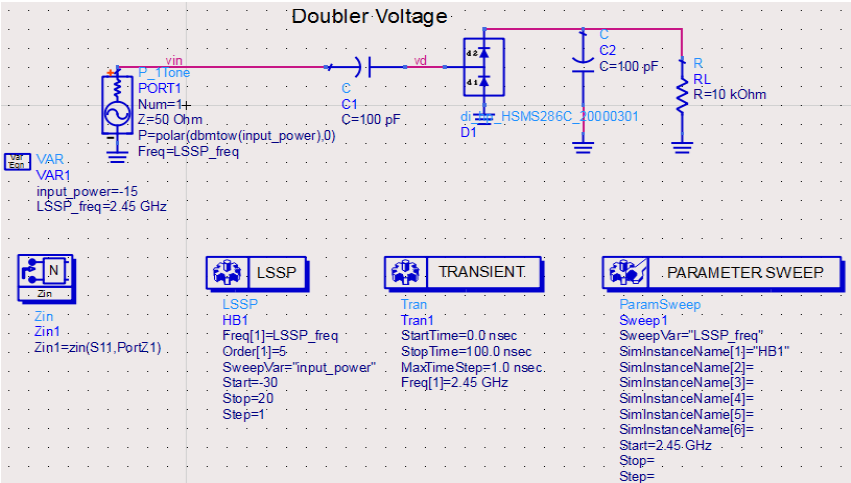 Doubler Voltage
vin
vd
P_1Tone
PORT1
Num=1
Z=50 Ohm
P=polar(dbmtow(input_power),0)
Freq=LSSP_freq
C
C1
C=100 pF
d2
d1
di_hp_HSMS286C_20000301
D1
C
C2
C=100 pF
R
RL
R=10 kOhm
Var
Eqn
VAR
VAR1
input_power=-15
LSSP_freq=2.45 GHz
N
Zin
Zin
Zin1
Zin1=zin(S11,PortZ1)
LSSP
LSSP
HB1
Freq[1]=LSSP_freq
Order[1]=5
SweepVar="input_power"
Start=-30
Stop=20
Step=1
TRANSIENT
Tran
Tran1
StartTime=0.0 nsec
StopTime=100.0 nsec
MaxTimeStep=1.0 nsec
Freq[1]=2.45 GHz
PARAMETER SWEEP
ParamSweep
Sweep1
SweepVar="LSSP_freq"
SimInstanceName[1]="HB1"
SimInstanceName[2]=
SimInstanceName[3]=
SimInstanceName[4]=
SimInstanceName[5]=
SimInstanceName[6]=
Start=2.45 GHz
Stop=
Step=